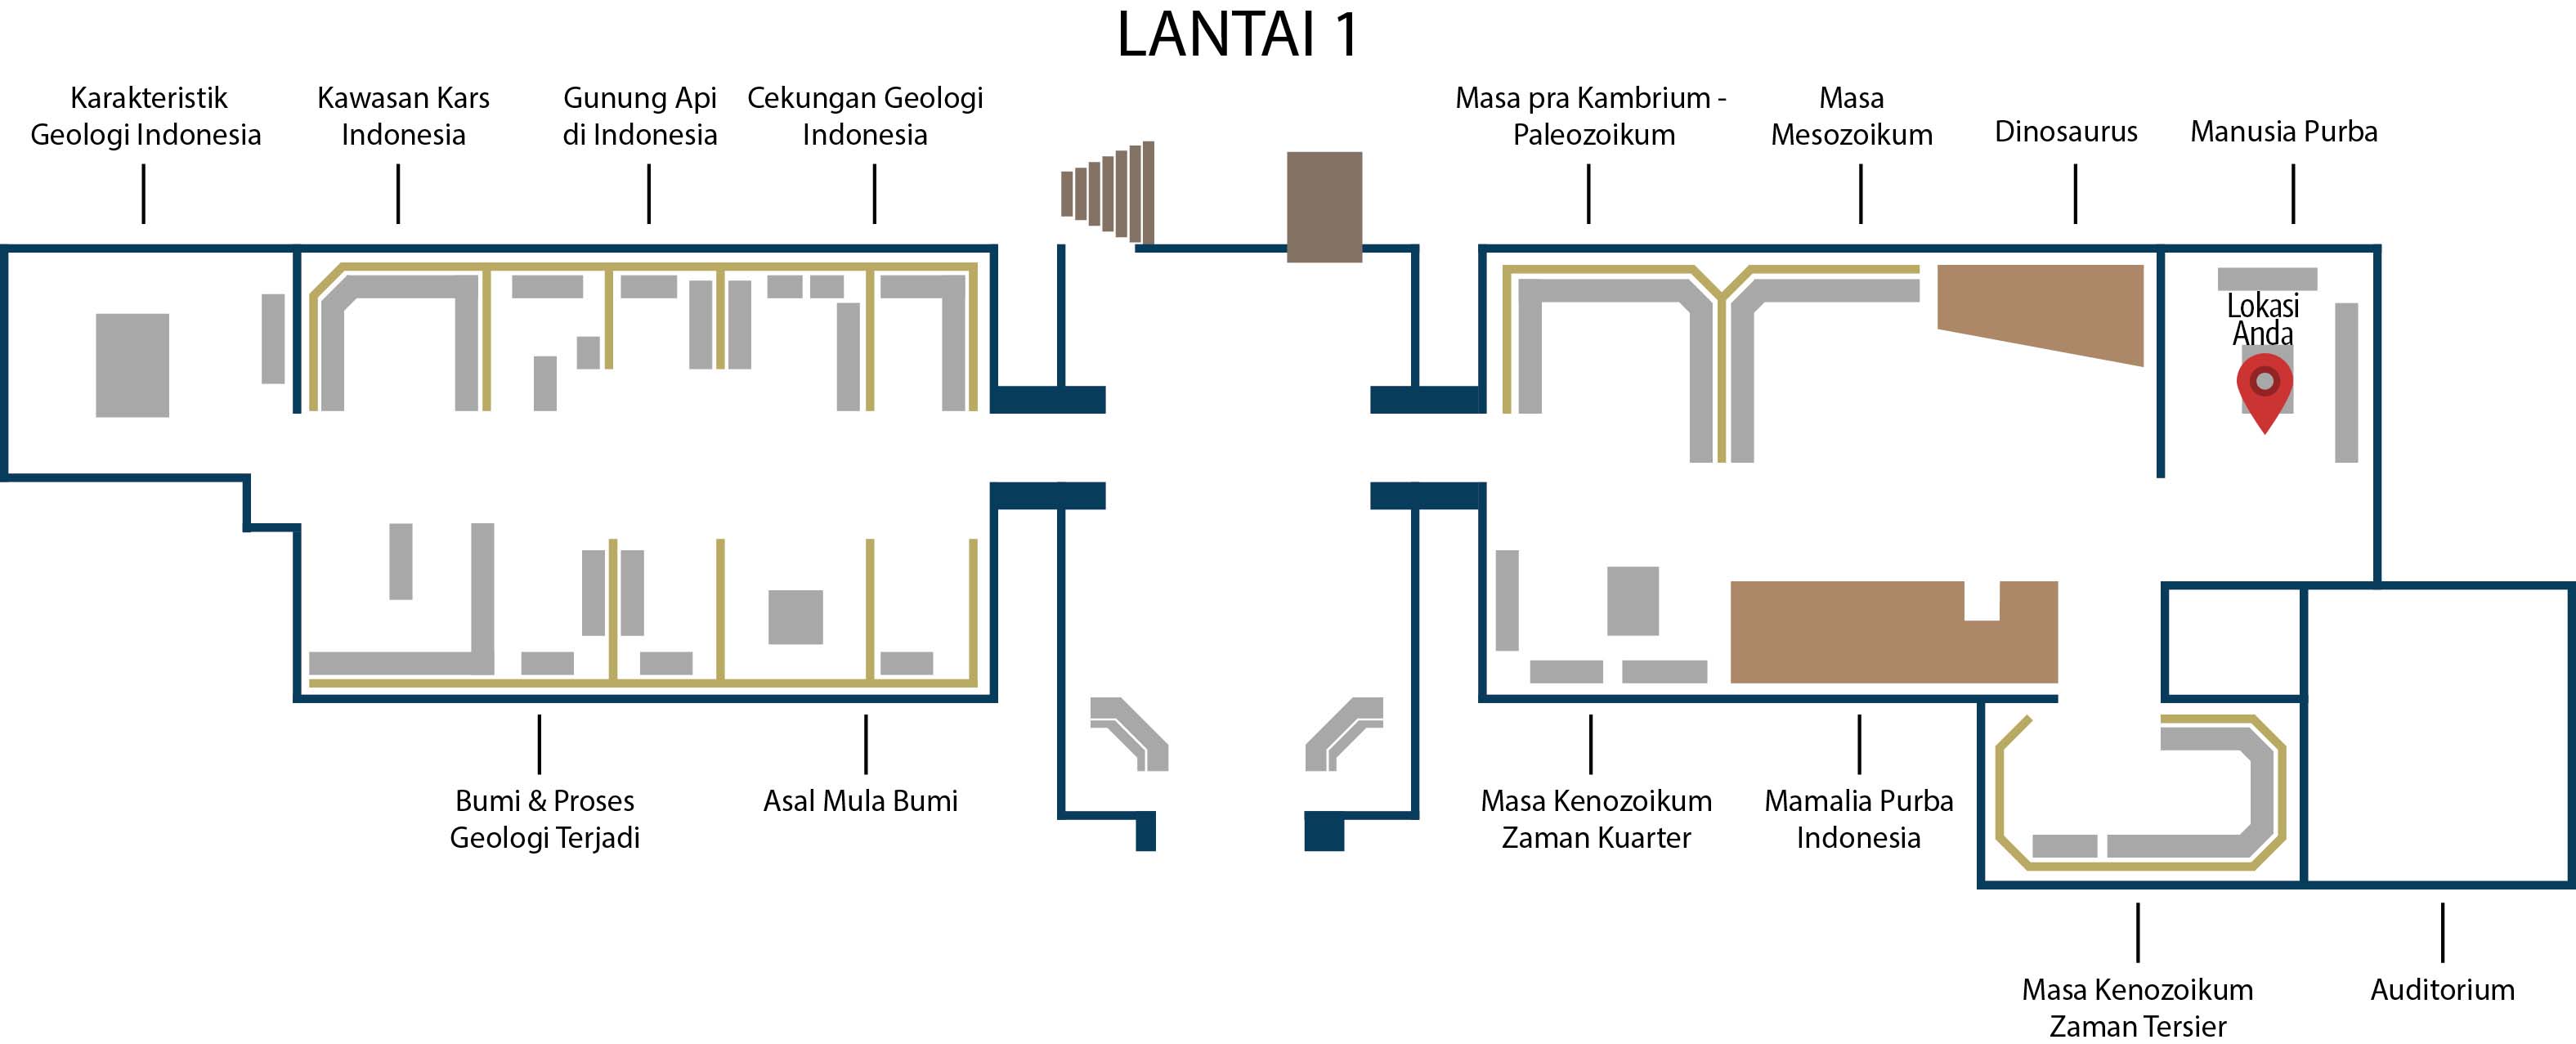 LANTAI 1
Karakteristik
Geologi Indonesia
Kawasan Kars
Indonesia
Gunung Api
di Indonesia
Cekungan Geologi
Indonesia
Masa pra Kambrium -
Paleozoikum
Masa
Mesozoikum
Dinosaurus
Manusia Purba
Lokasi
Anda
Bumi & Proses
Geologi Terjadi
Asal Mula Bumi
Masa Kenozoikum
Zaman Kuarter
Mamalia Purba
Indonesia
Masa Kenozoikum
Zaman Tersier
Auditorium